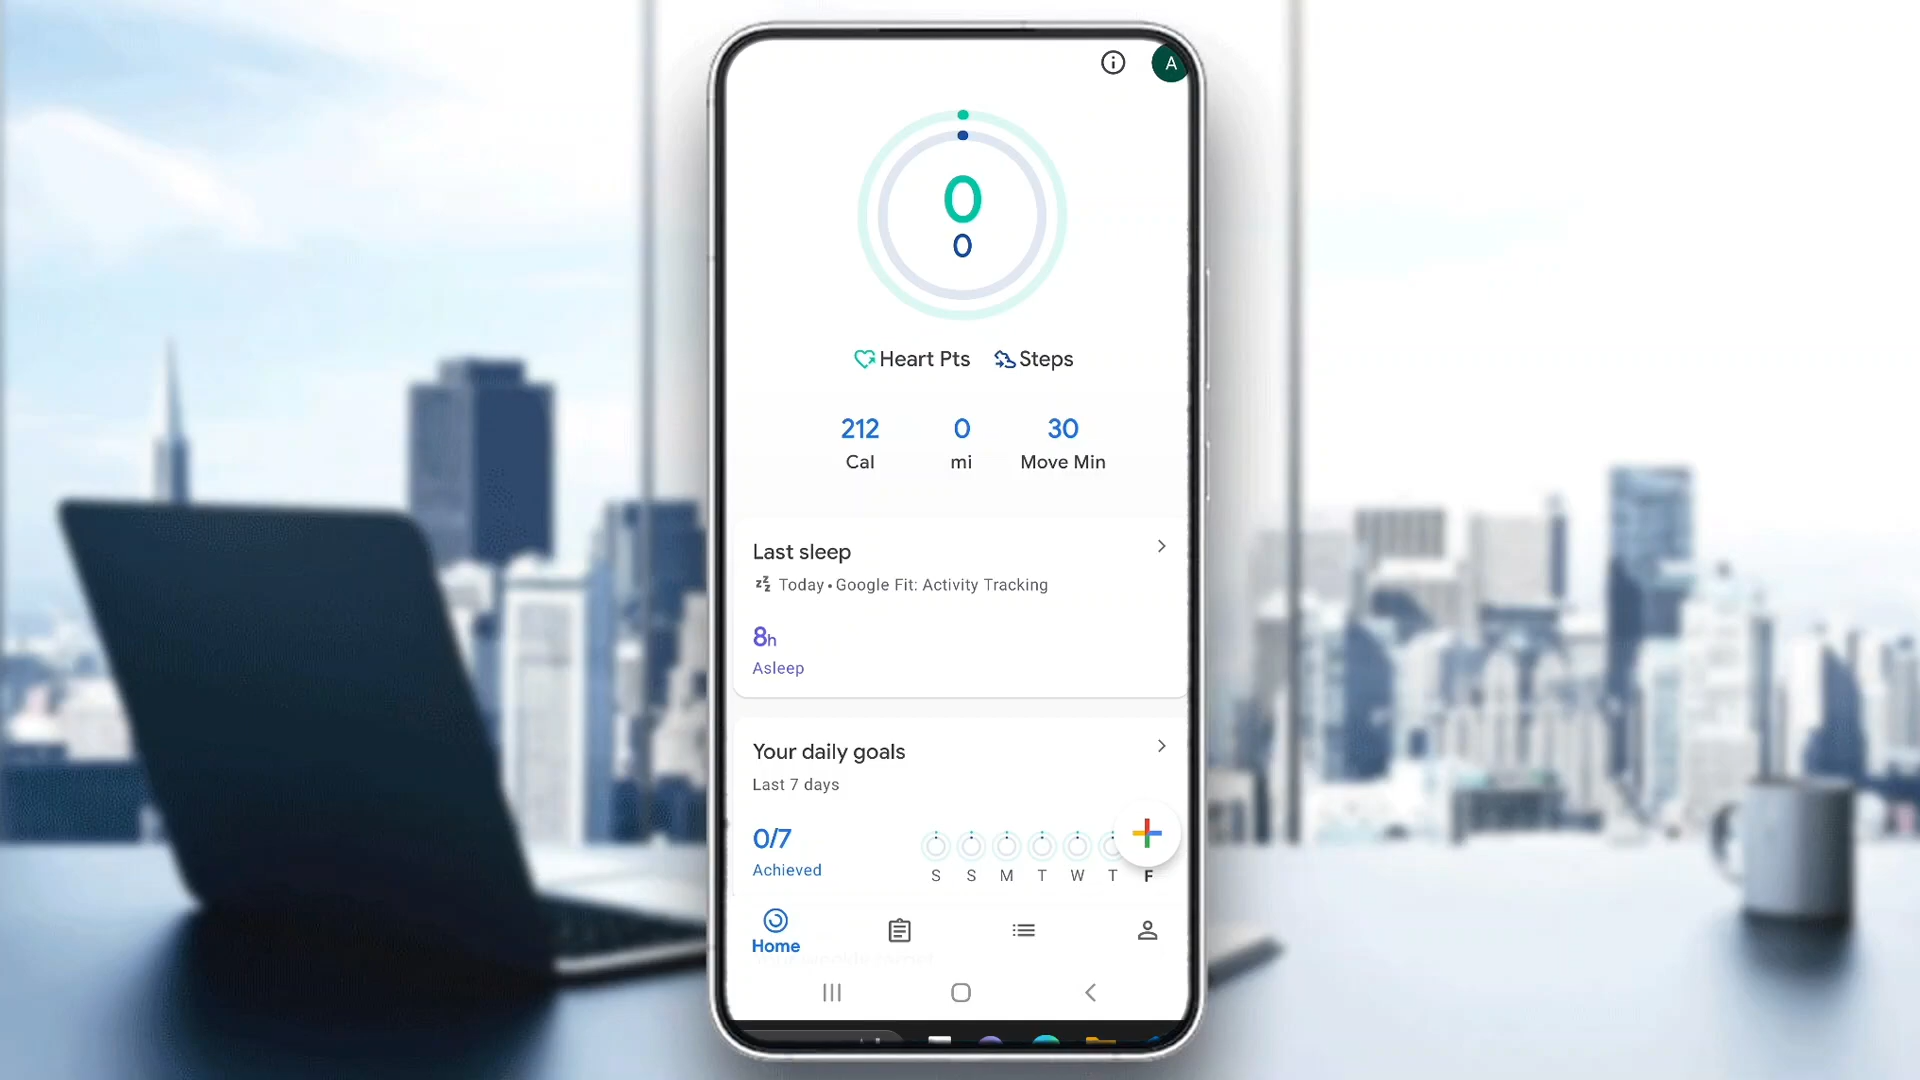 A
0
0
Heart Pts Steps
212 0 30
Cal mi Move Min
Last sleep
Today • Google Fit: Activity Tracking
8h
Asleep
Your daily goals
Last 7 days
0/7
Achieved
S S M T W T F
Home